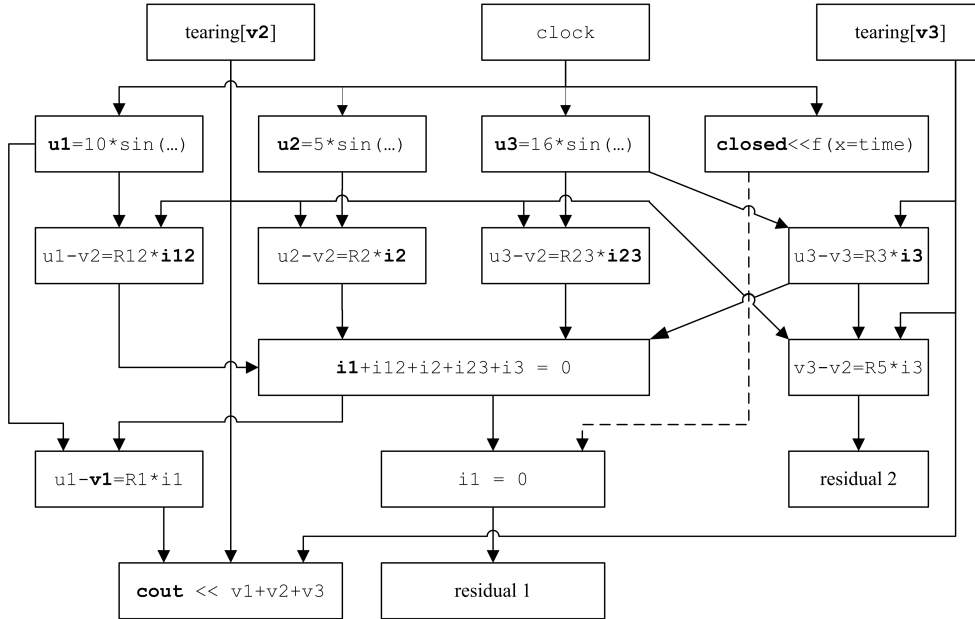 tearing[v2]
clock
tearing[v3]
u1=10*sin(…)
u2=5*sin(…)
u3=16*sin(…)
closed<<f(x=time)
u1-v2=R12*i12
u2-v2=R2*i2
u3-v2=R23*i23
u3-v3=R3*i3
i1+i12+i2+i23+i3 = 0
v3-v2=R5*i3
u1-v1=R1*i1
i1 = 0
residual 2
cout << v1+v2+v3
residual 1